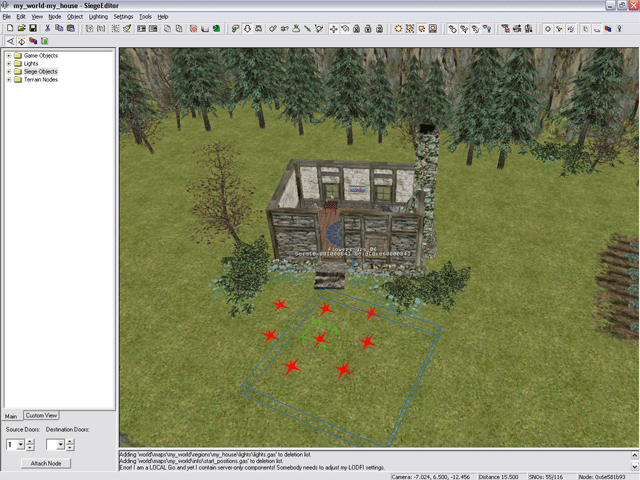 my_world-my_house - SiegeEditor
File Edit View Node Object Lighting Settings Tools Help
Game Objects
Lights
Siege Objects
Terrain Nodes
Main Custom View
Source Doors: Destination Doors:
1
Attach Node
Adding 'world\maps\my_world\regions\my_house\lights\lights.gas' to deletion list.
Adding 'world\maps\my_world\info\start_positions.gas' to deletion list.
Error! I am a LOCAL Go and yet I contain server-only components! Somebody needs to adjust my LODFI settings.
Camera: -7.024, 6.500, -12.456 Distance 15.500 SNOs: 55/116 Node: 0x6e581b93